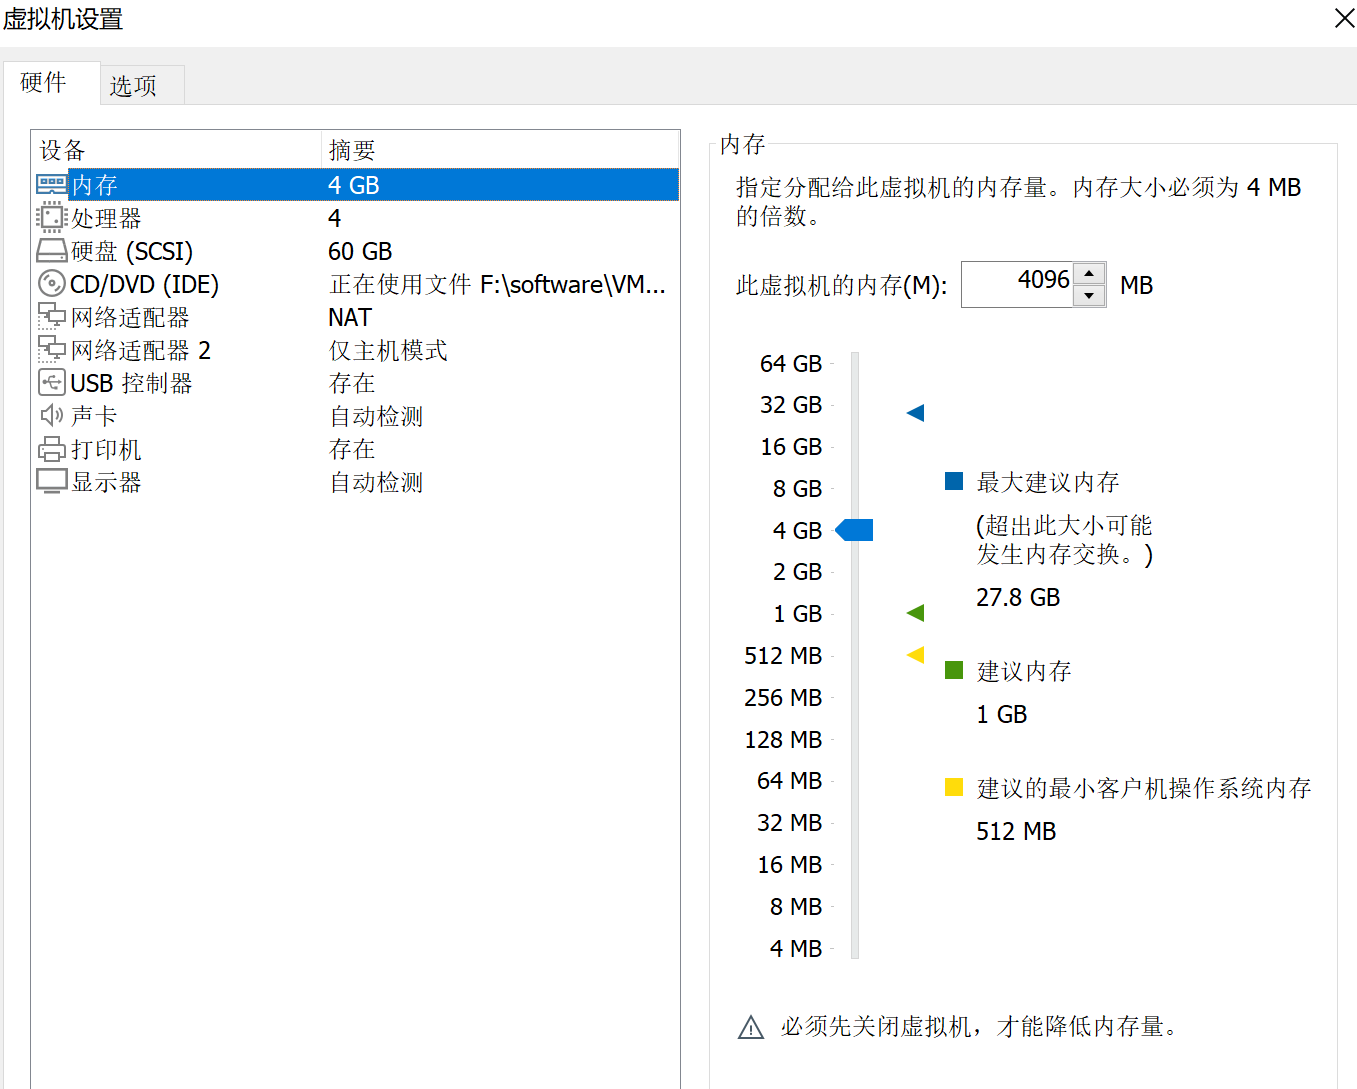 虚拟机设置
硬件
选项
设备 摘要
内存 4 GB
处理器 4
硬盘 (SCSI) 60 GB
CD/DVD (IDE) 正在使用文件 F:\software\VM...
网络适配器 NAT
网络适配器 2 仅主机模式
USB 控制器 存在
声卡 自动检测
打印机 存在
显示器 自动检测
内存
指定分配给此虚拟机的内存量。内存大小必须为 4 MB
的倍数。
此虚拟机的内存(M): 4096 MB
64 GB
32 GB
16 GB
8 GB
4 GB
2 GB
1 GB
512 MB
256 MB
128 MB
64 MB
32 MB
16 MB
8 MB
4 MB
最大建议内存
(超出此大小可能
发生内存交换。)
27.8 GB
建议内存
1 GB
建议的最小客户机操作系统内存
512 MB
必须先关闭虚拟机，才能降低内存量。